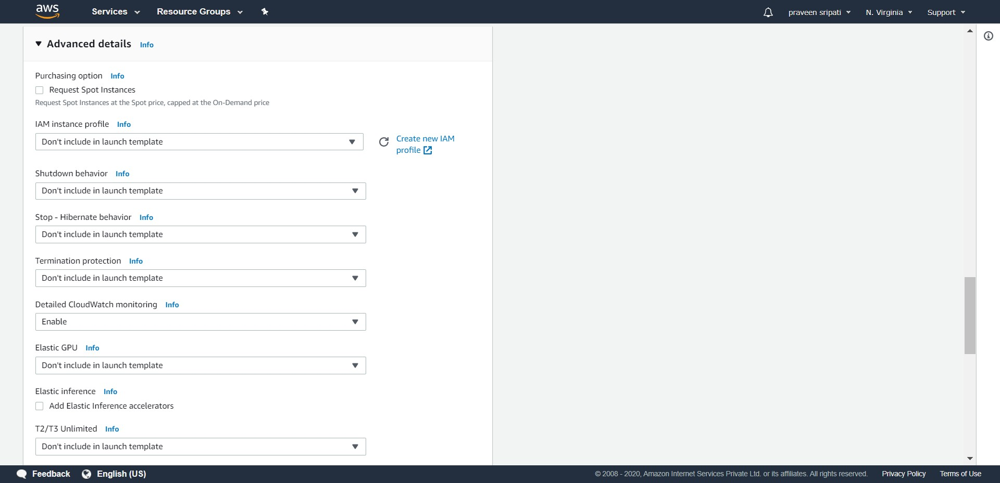 aws Services Resource Groups praveen sripati N. Virginia Support
Advanced details Info
Purchasing option Info
Request Spot Instances
Request Spot Instances at the Spot price, capped at the On-Demand price
IAM instance profile Info
Don't include in launch template
Create new IAM
profile
Shutdown behavior Info
Don't include in launch template
Stop - Hibernate behavior Info
Don't include in launch template
Termination protection Info
Don't include in launch template
Detailed CloudWatch monitoring Info
Enable
Elastic GPU Info
Don't include in launch template
Elastic inference Info
Add Elastic Inference accelerators
T2/T3 Unlimited Info
Don't include in launch template
Feedback English (US) © 2008 - 2020, Amazon Internet Services Private Ltd. or its affiliates. All rights reserved. Privacy Policy Terms of Use